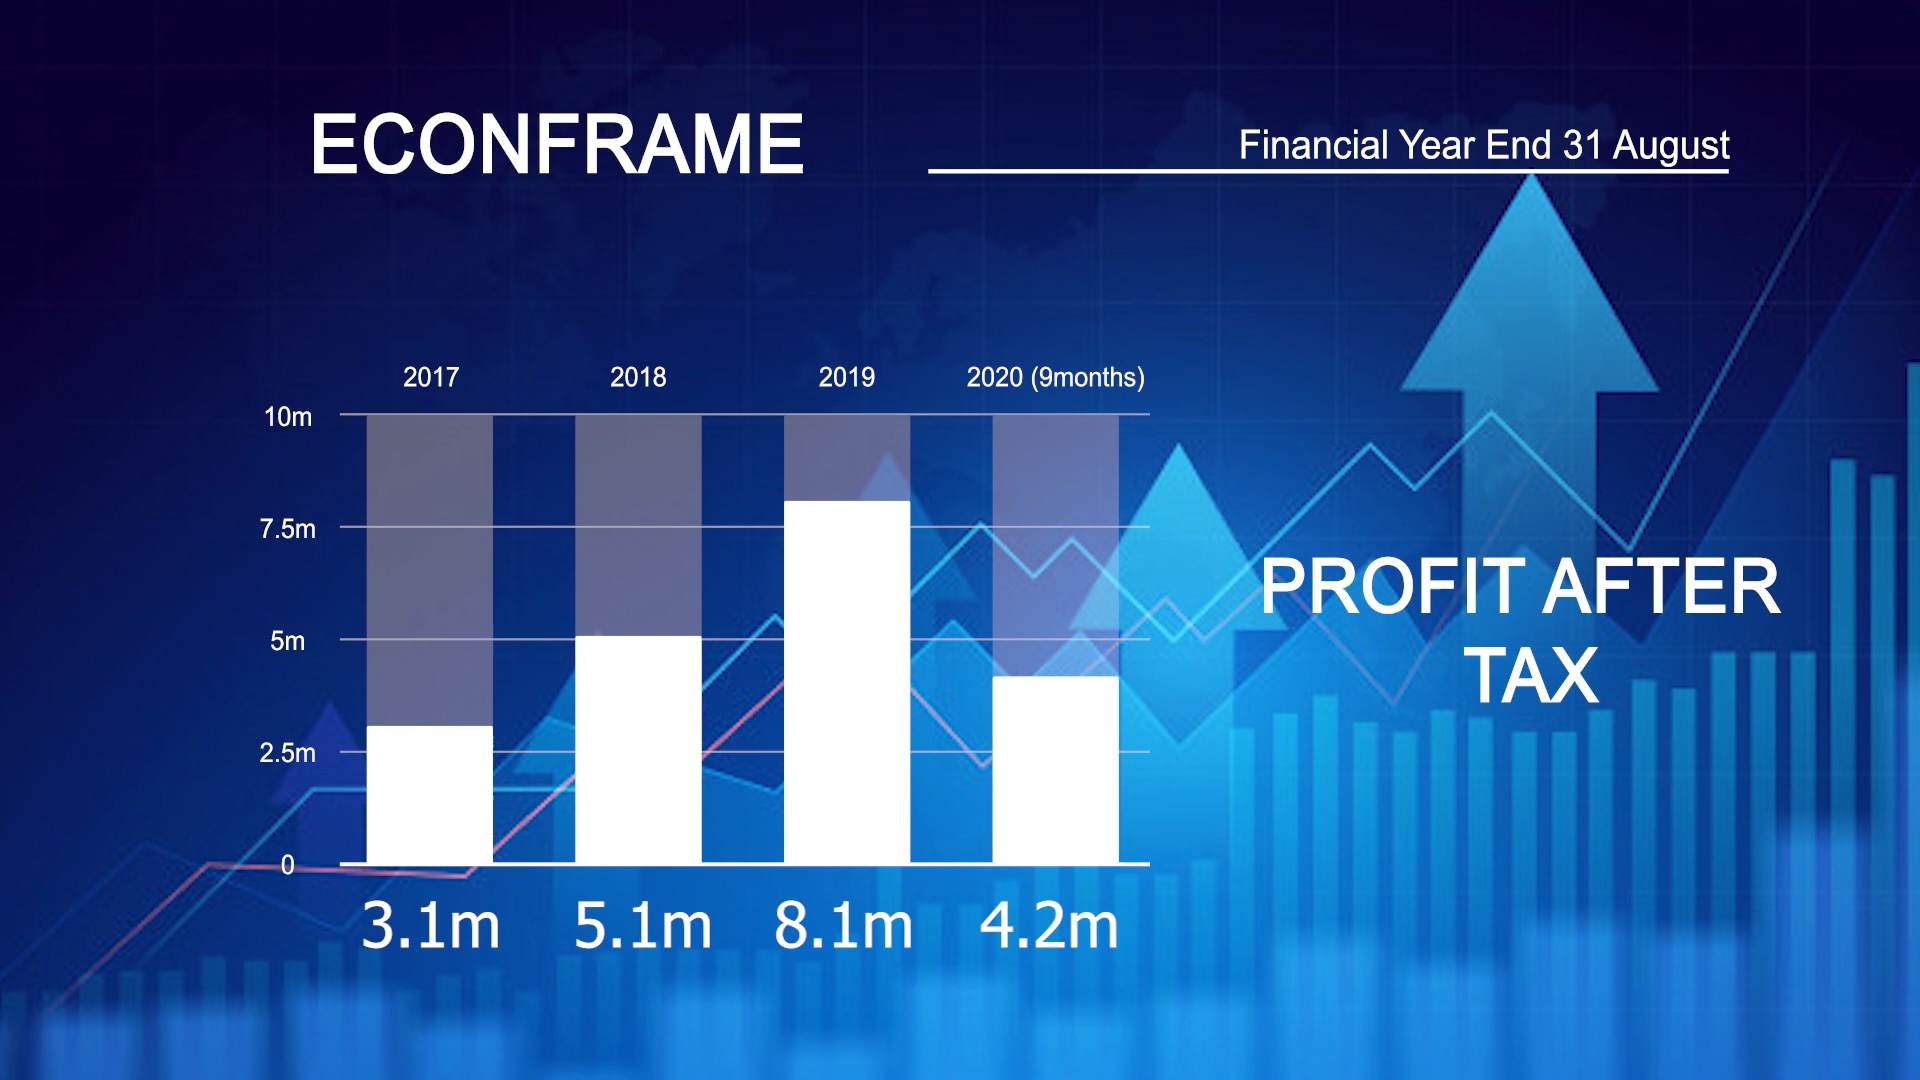 ECONFRAME
Financial Year End 31 August
2017 2018 2019 2020 (9months)
10m
7.5m
5m
2.5m
0
3.1m 5.1m 8.1m 4.2m
PROFIT AFTER
TAX